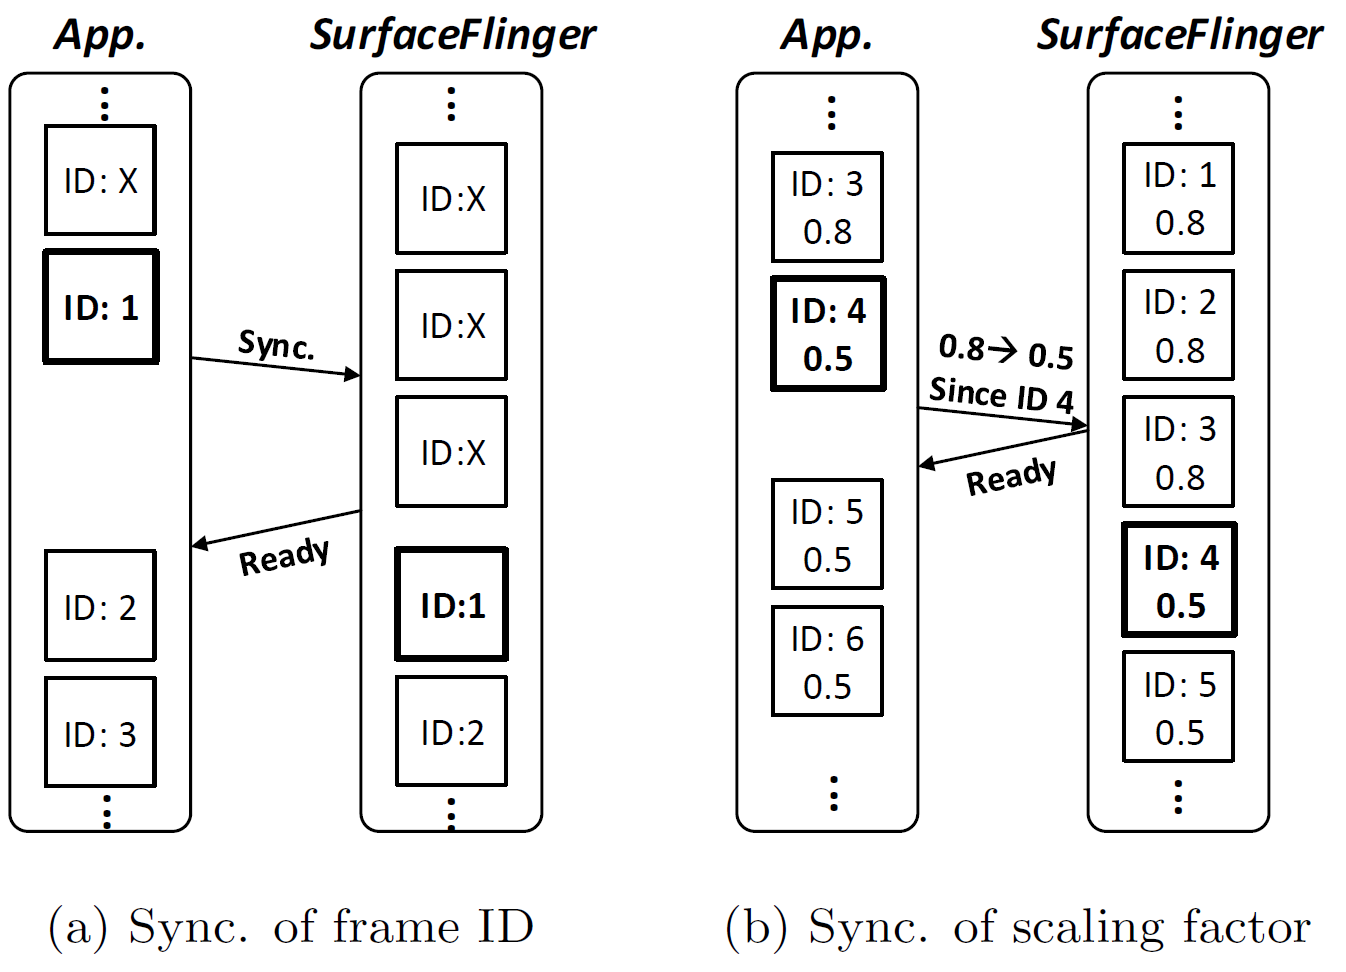 App.
SurfaceFlinger
ID: X
ID: 1
ID: 2
ID: 3
Sync.
Ready
ID:X
ID:X
ID:X
ID:1
ID:2
(a) Sync. of frame ID
App.
SurfaceFlinger
ID: 3
0.8
ID: 4
0.5
ID: 5
0.5
ID: 6
0.5
0.8→ 0.5
Since ID 4
Ready
ID: 1
0.8
ID: 2
0.8
ID: 3
0.8
ID: 4
0.5
ID: 5
0.5
(b) Sync. of scaling factor